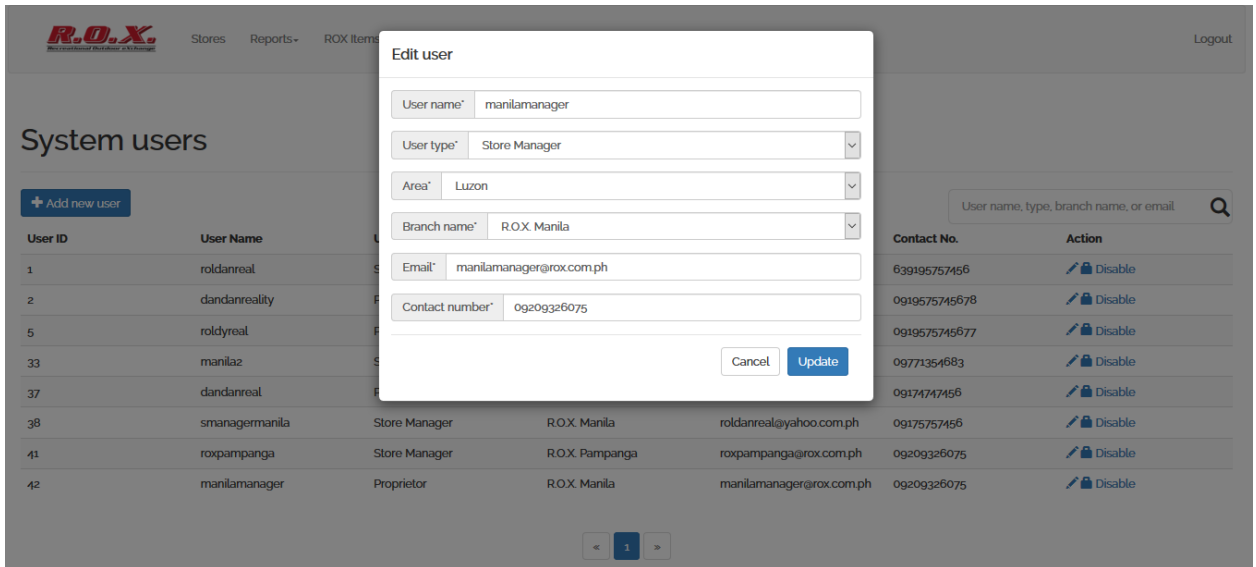 R.O.X.
Recreational Outdoor eXchange
Stores Reports ROX Items
Logout
Edit user
User name* manilamanager
User type* Store Manager
Area* Luzon
Branch name* R.O.X. Manila
Email* manilamanager@rox.com.ph
Contact number* 09209326075
Cancel Update
System users
Add new user
User name, type, branch name, or email
User ID User Name U Contact No. Action
1 roldanreal S 639195757456 Disable
2 dandanreality P 0919575745678 Disable
5 roldyreal P 0919575745677 Disable
33 manila2 S 09771354683 Disable
37 dandanreal P 09174747456 Disable
38 smanagermanila Store Manager R.O.X. Manila roldanreal@yahoo.com.ph 09175757456 Disable
41 roxpampanga Store Manager R.O.X. Pampanga roxpampanga@rox.com.ph 09209326075 Disable
42 manilamanager Proprietor R.O.X. Manila manilamanager@rox.com.ph 09209326075 Disable
« 1 »